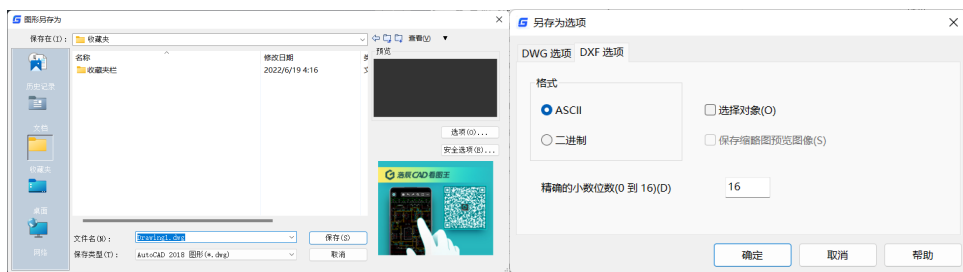 图形另存为
保存在(I):
收藏夹
查看(V)
名称
修改日期
收藏夹栏
2022/6/19 4:16
预览
历史记录
文档
收藏夹
桌面
网络
选项(O)...
安全选项(E)...
浩辰CAD看图王
文件名(N):
Drawing1.dwg
保存(S)
保存类型(T):
AutoCAD 2018 图形(*.dwg)
取消
另存为选项
DWG 选项
DXF 选项
格式
ASCII
选择对象(O)
二进制
保存缩略图预览图像(S)
精确的小数位数(0 到 16)(D)
16
确定
取消
帮助